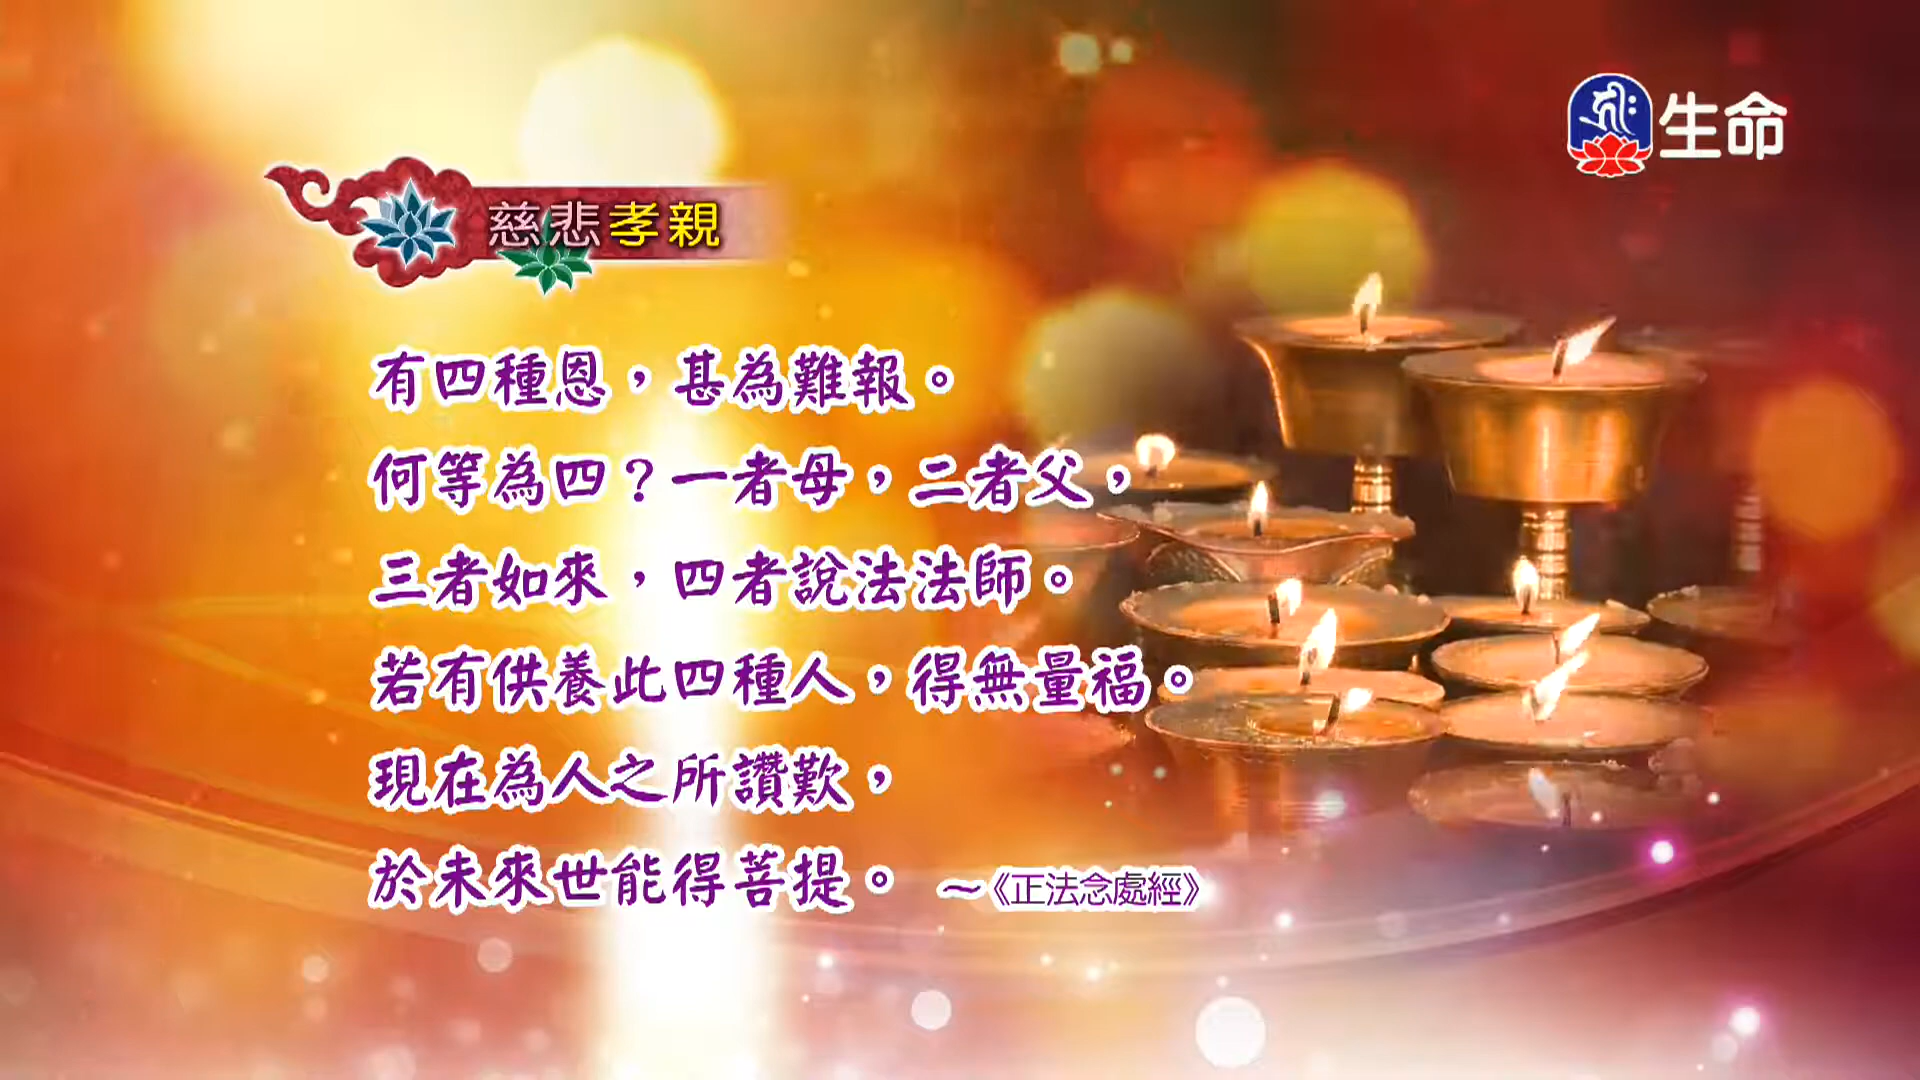 生命
慈悲孝親
有四種恩，甚為難報。
何等為四？一者母，二者父，
三者如來，四者說法法師。
若有供養此四種人，得無量福。
現在為人之所讚歎，
於未來世能得菩提。 ～《正法念處經》